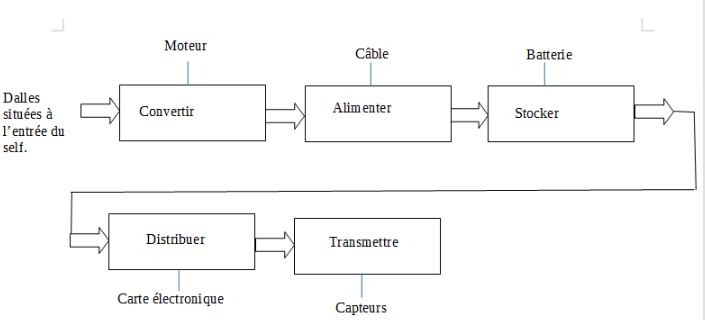 Moteur
Câble
Batterie
Dalles
situées à
l'entrée du
self.
Convertir
Alimenter
Stocker
Distribuer
Transmettre
Carte électronique
Capteurs